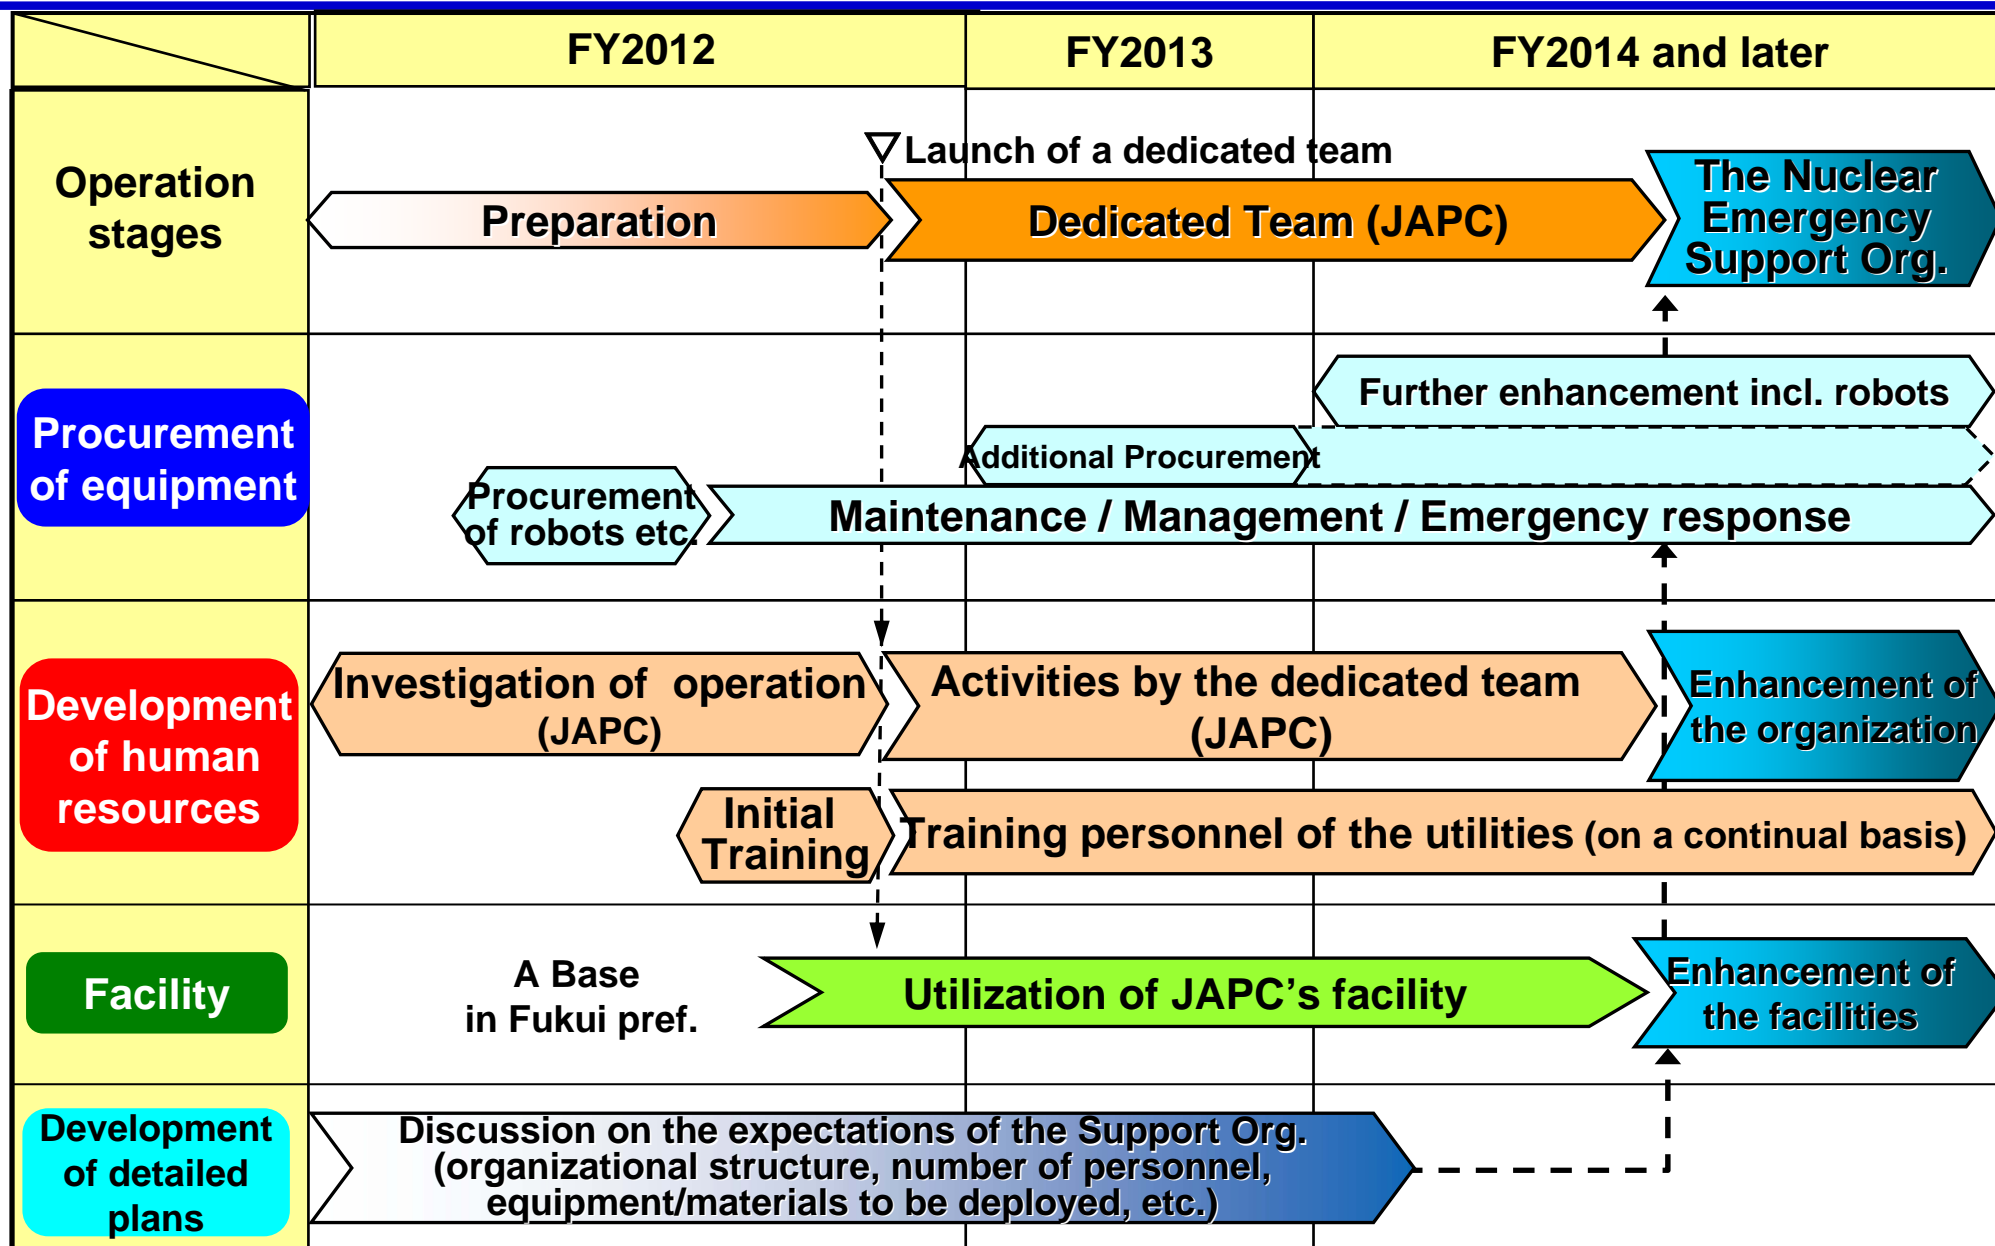 FY2012
FY2013
FY2014 and later
Operation
stages
Launch of a dedicated team
Preparation
Dedicated Team (JAPC)
The Nuclear
Emergency
Support Org.
Procurement
of equipment
Further enhancement incl. robots
Additional Procurement
Procurement
of robots etc.
Maintenance / Management / Emergency response
Development
of human
resources
Investigation of operation
(JAPC)
Activities by the dedicated team
(JAPC)
Enhancement of
the organization
Initial
Training
Training personnel of the utilities (on a continual basis)
Facility
A Base
in Fukui pref.
Utilization of JAPC’s facility
Enhancement of
the facilities
Development
of detailed
plans
Discussion on the expectations of the Support Org.
(organizational structure, number of personnel,
equipment/materials to be deployed, etc.)